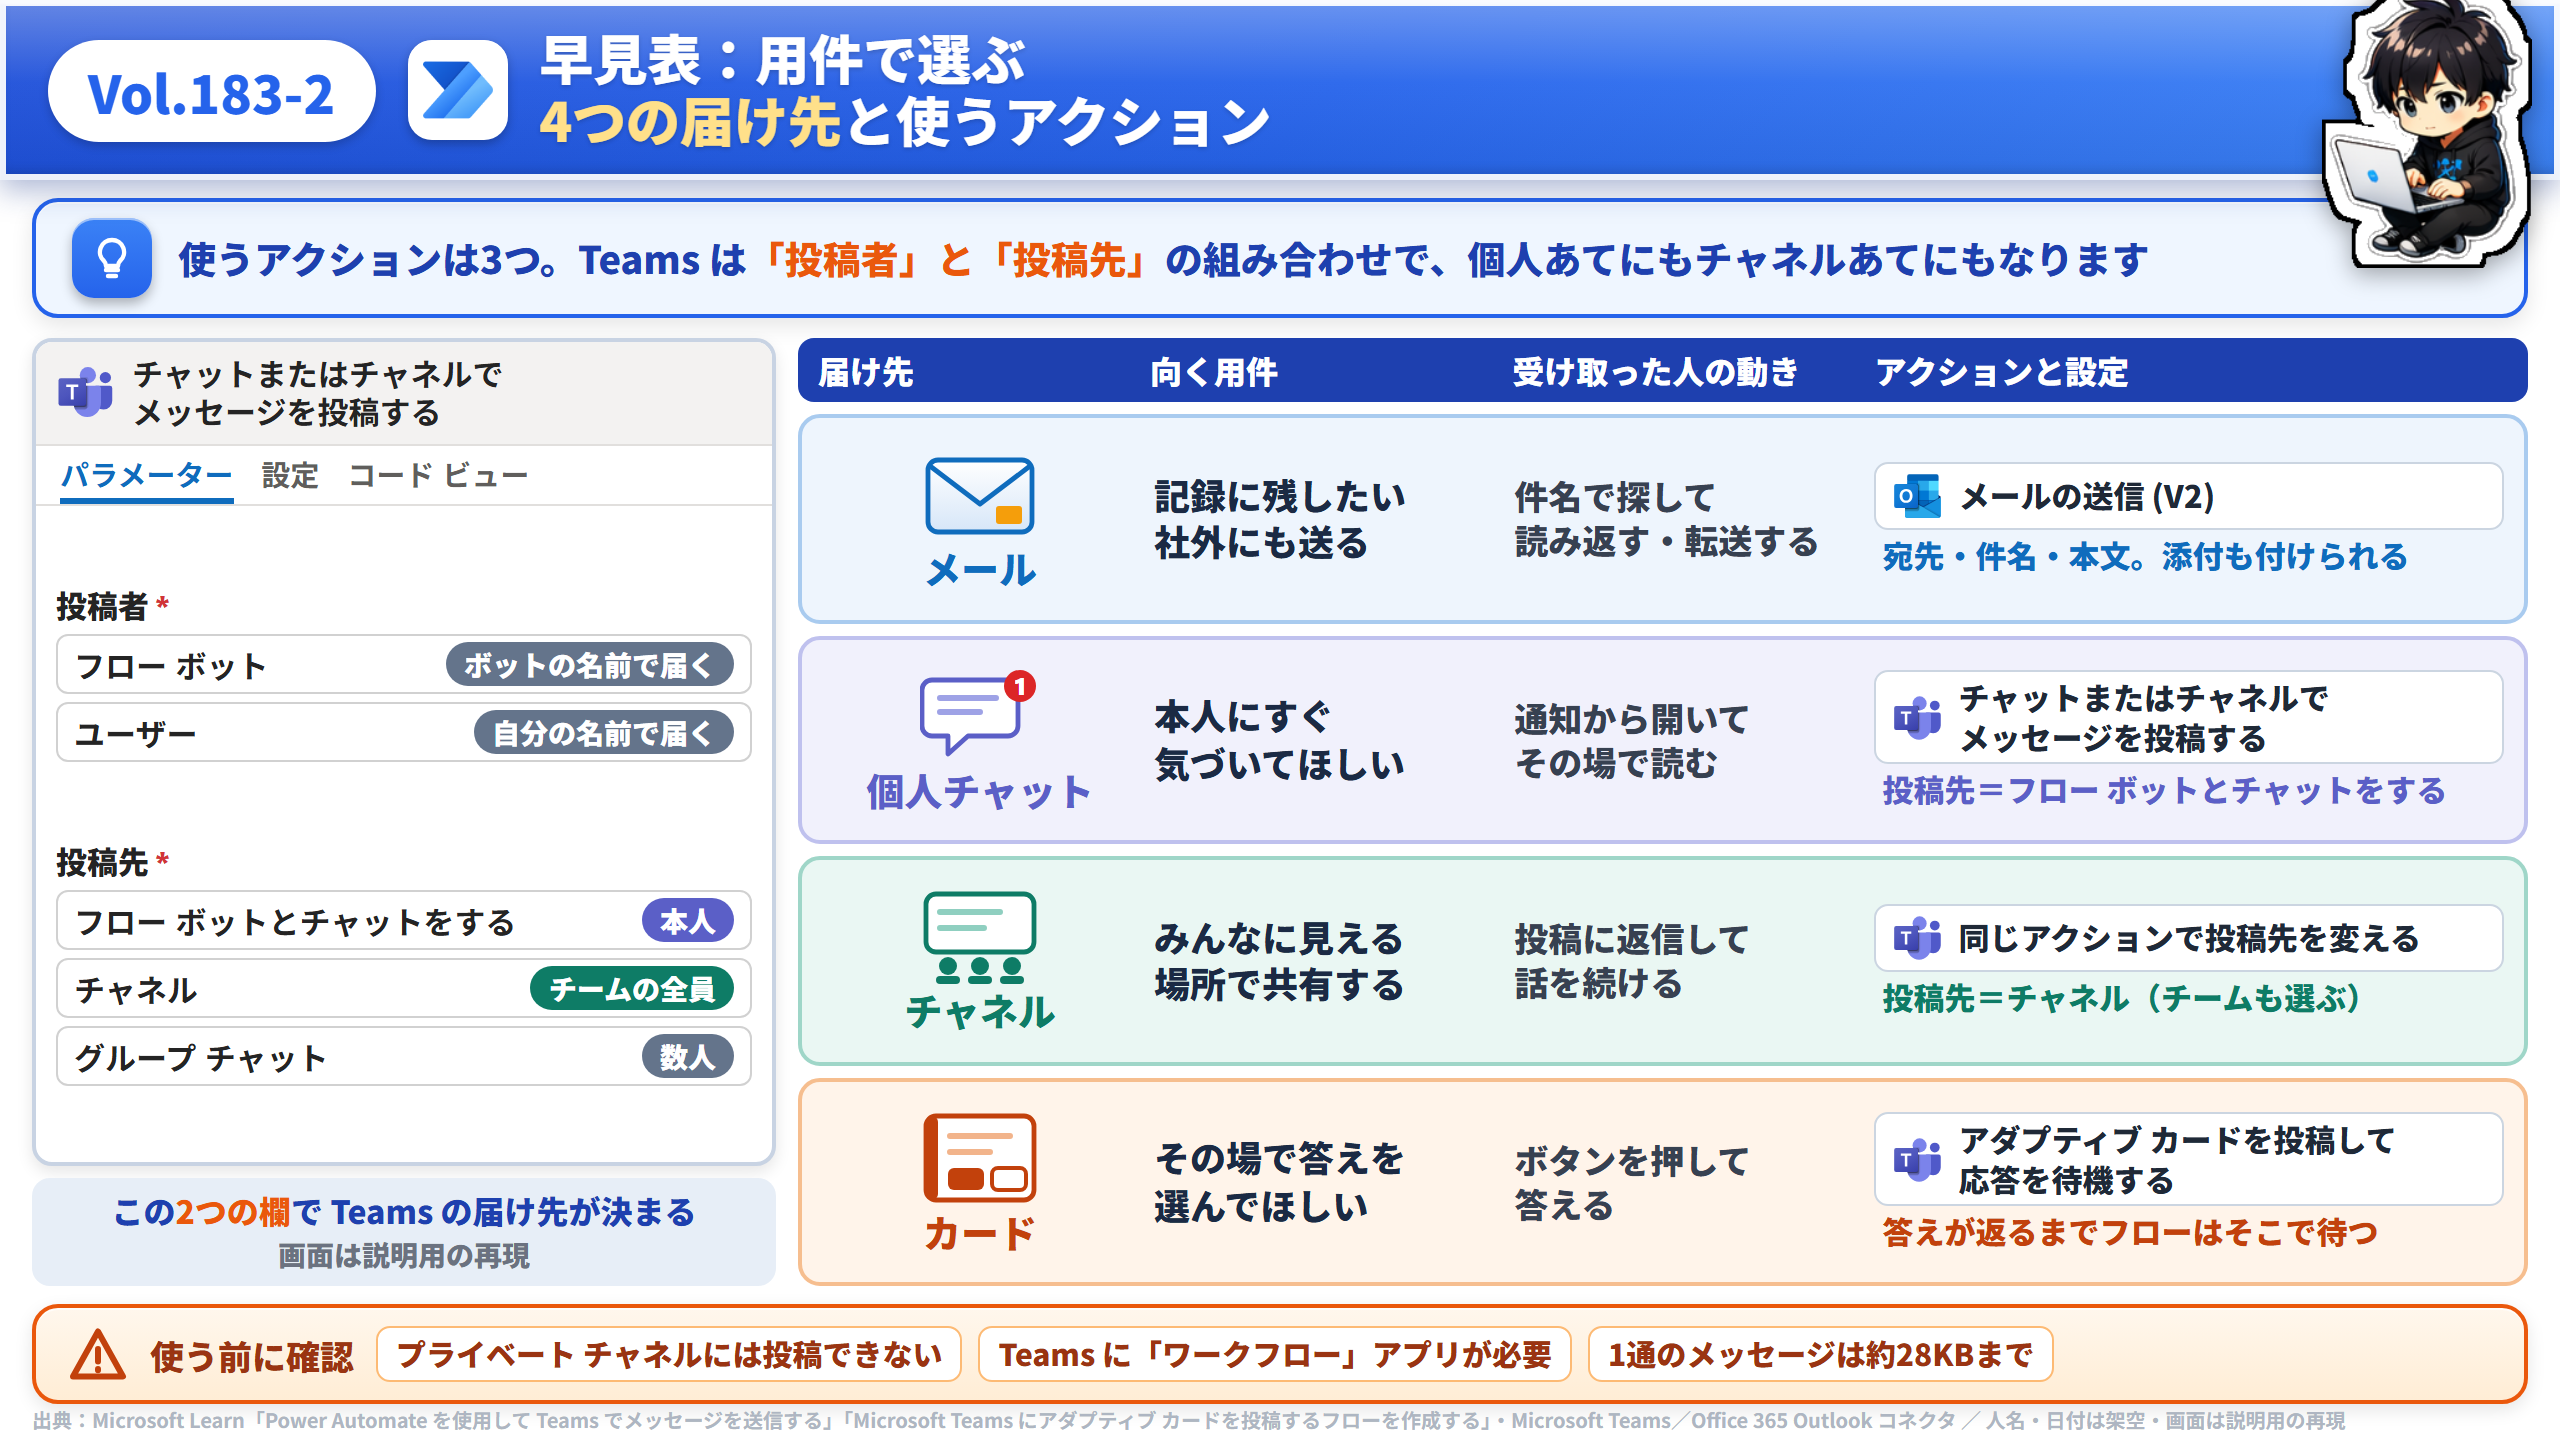 Vol.183-2
早見表：用件で選ぶ
4つの届け先と使うアクション
使うアクションは3つ。Teams は「投稿者」と「投稿先」の組み合わせで、個人あてにもチャネルあてにもなります
チャットまたはチャネルで
メッセージを投稿する
パラメーター 設定 コード ビュー
投稿者 *
フロー ボット ボットの名前で届く
ユーザー 自分の名前で届く
投稿先 *
フロー ボットとチャットをする 本人
チャネル チームの全員
グループ チャット 数人
この2つの欄で Teams の届け先が決まる
画面は説明用の再現
届け先 向く用件 受け取った人の動き アクションと設定
メール
記録に残したい
社外にも送る
件名で探して
読み返す・転送する
メールの送信 (V2)
宛先・件名・本文。添付も付けられる
1
個人チャット
本人にすぐ
気づいてほしい
通知から開いて
その場で読む
チャットまたはチャネルで
メッセージを投稿する
投稿先＝フロー ボットとチャットをする
チャネル
みんなに見える
場所で共有する
投稿に返信して
話を続ける
同じアクションで投稿先を変える
投稿先＝チャネル（チームも選ぶ）
カード
その場で答えを
選んでほしい
ボタンを押して
答える
アダプティブ カードを投稿して
応答を待機する
答えが返るまでフローはそこで待つ
使う前に確認 プライベート チャネルには投稿できない Teams に「ワークフロー」アプリが必要 1通のメッセージは約28KBまで
出典：Microsoft Learn「Power Automate を使用して Teams でメッセージを送信する」「Microsoft Teams にアダプティブ カードを投稿するフローを作成する」・Microsoft Teams／Office 365 Outlook コネクタ ／ 人名・日付は架空・画面は説明用の再現